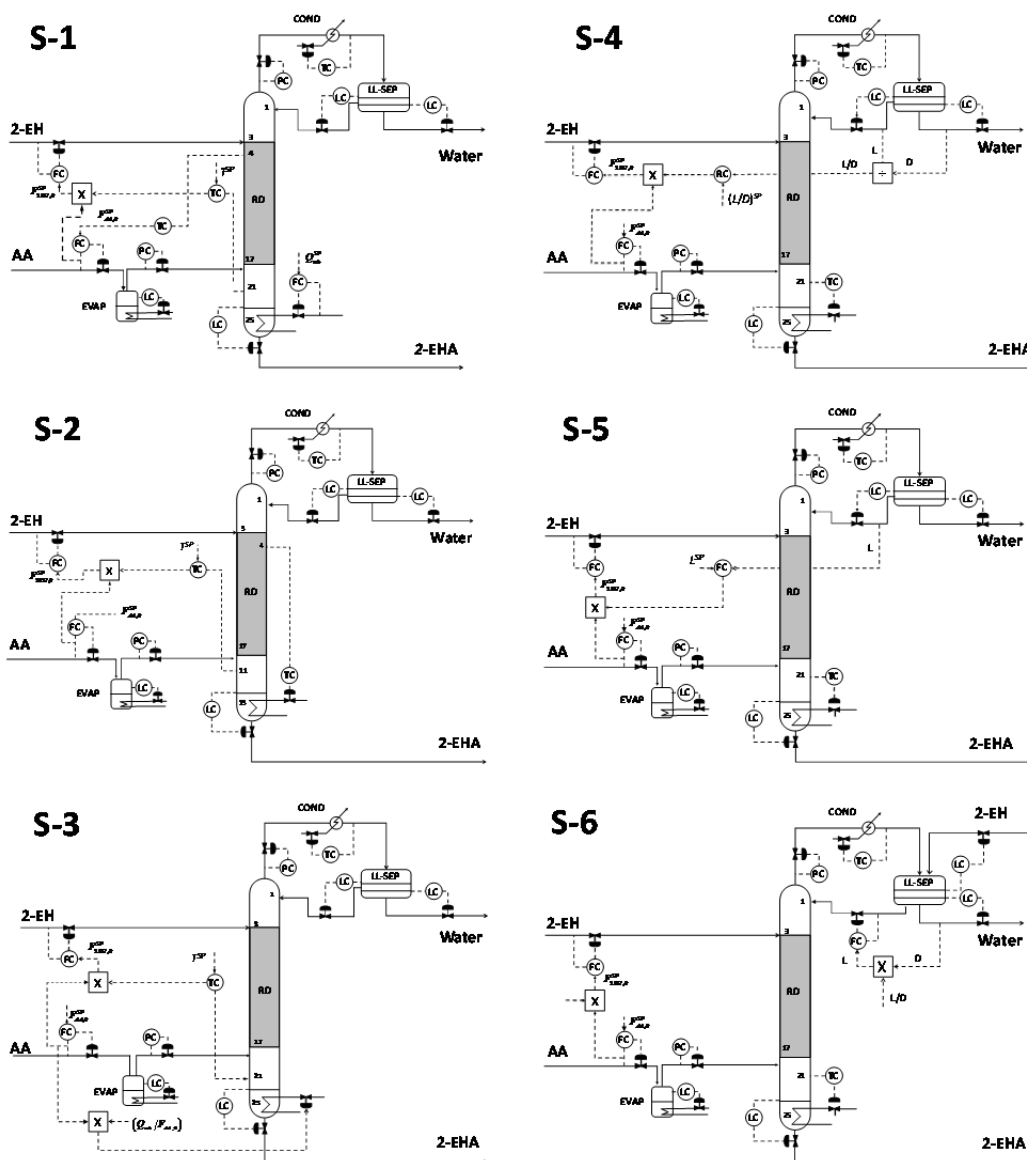 S-1
COND
TC
PC
LL-SEP
LC
LC
1
2-EH
3
4
Water
FC
X
TC
TC
RD
AA
FC
PC
17
21
FC
EVAP
LC
LC
25
2-EHA
S-4
COND
TC
PC
LL-SEP
LC
LC
1
2-EH
3
L
Water
FC
X
RC
L/D
D
÷
(L/D)SP
RD
AA
FC
PC
17
21
TC
EVAP
LC
LC
25
2-EHA
S-2
COND
TC
PC
LL-SEP
LC
LC
1
2-EH
4
Water
FC
X
TC
RD
AA
FC
PC
17
11
TC
EVAP
LC
LC
2-EHA
S-5
COND
TC
PC
LL-SEP
LC
LC
1
2-EH
3
Water
FC
LSP
FC
L
X
RD
AA
FC
PC
17
21
TC
EVAP
LC
LC
25
2-EHA
S-3
COND
TC
PC
LL-SEP
LC
LC
1
2-EH
Water
FC
X
TC
RD
AA
FC
PC
17
21
EVAP
LC
LC
25
X
2-EHA
S-6
COND
2-EH
TC
PC
LL-SEP
LC
LC
1
2-EH
3
Water
FC
FC
L
X
D
L/D
X
RD
AA
FC
PC
17
21
TC
EVAP
LC
LC
25
2-EHA